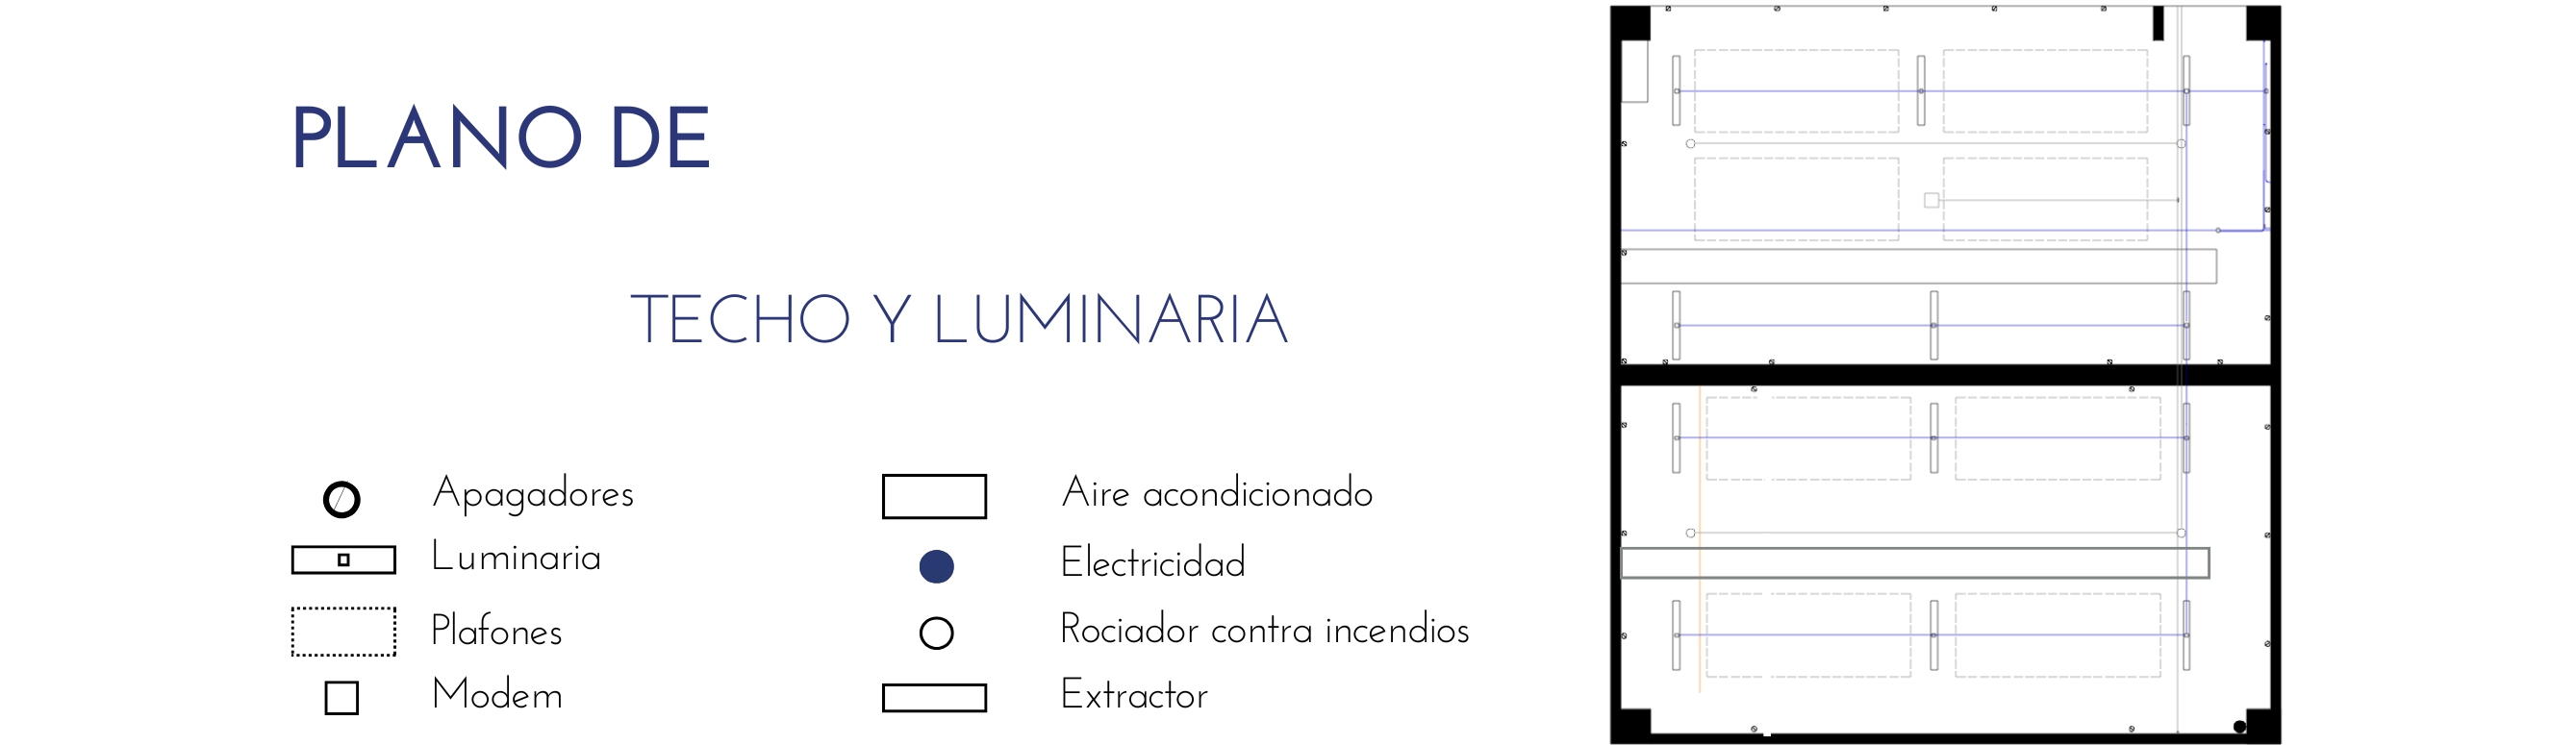 PLANO DE
TECHO Y LUMINARIA
Apagadores
Luminaria
Plafones
Modem
Aire acondicionado
Electricidad
Rociador contra incendios
Extractor